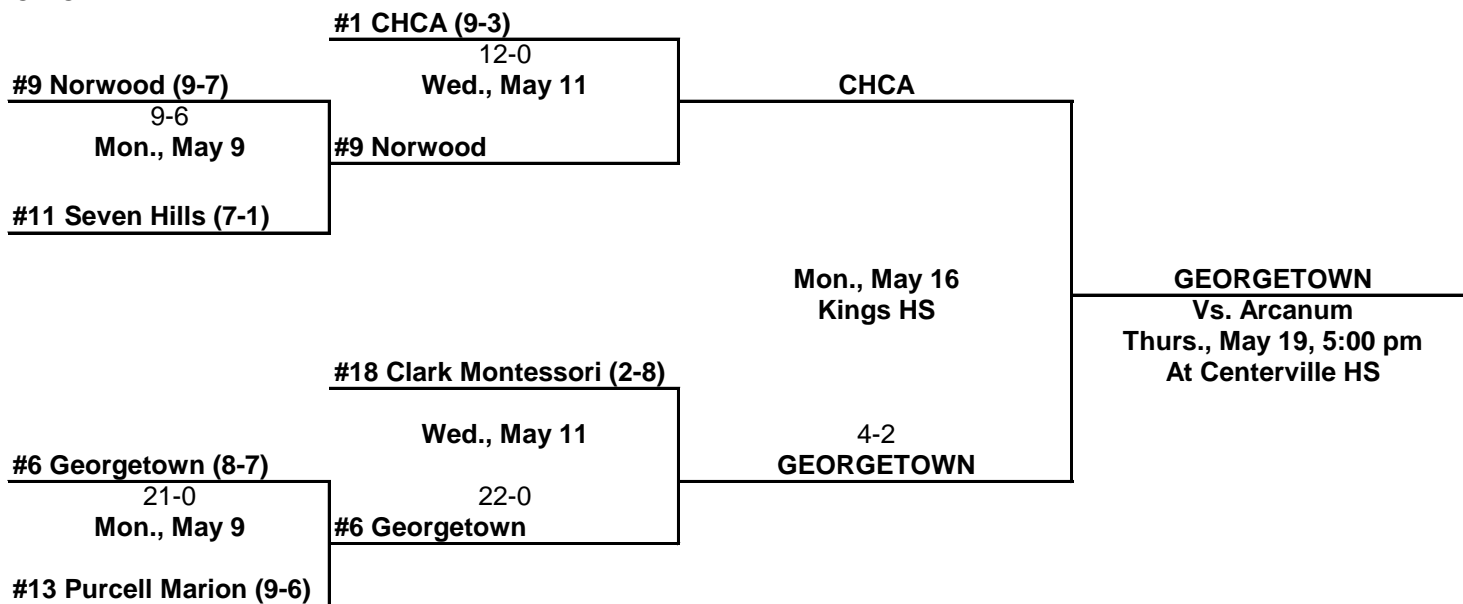 #1 CHCA (9-3)
12-0
Wed., May 11
CHCA
#9 Norwood (9-7)
9-6
Mon., May 9
#9 Norwood
#11 Seven Hills (7-1)
Mon., May 16
Kings HS
GEORGETOWN
Vs. Arcanum
Thurs., May 19, 5:00 pm
At Centerville HS
#18 Clark Montessori (2-8)
Wed., May 11
4-2
GEORGETOWN
#6 Georgetown (8-7)
21-0
Mon., May 9
22-0
#6 Georgetown
#13 Purcell Marion (9-6)